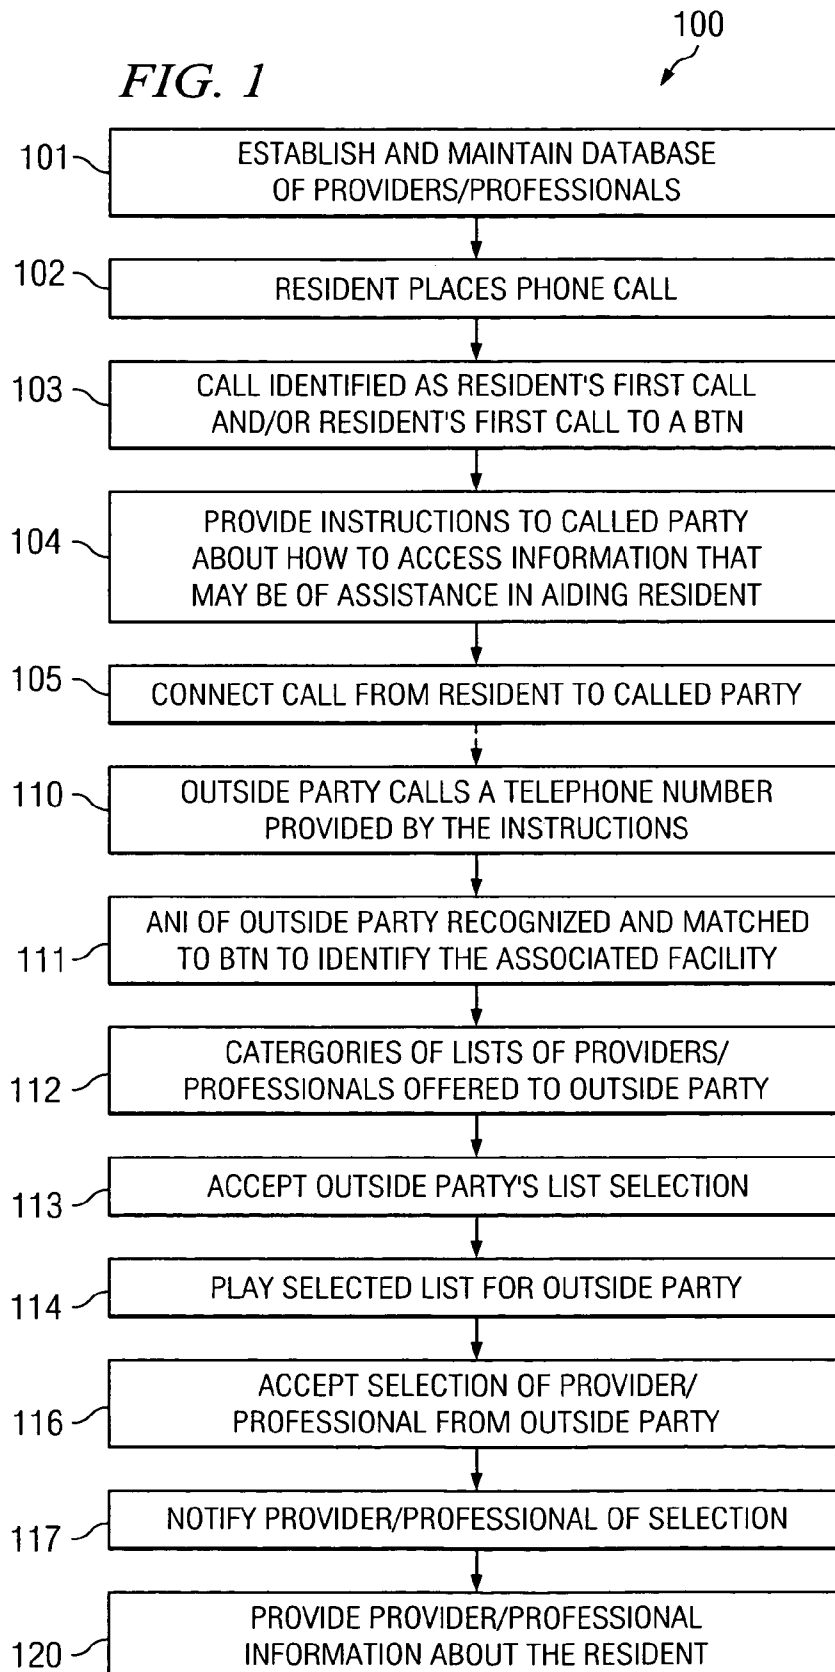 100
FIG. 1
101
ESTABLISH AND MAINTAIN DATABASE
OF PROVIDERS/PROFESSIONALS
102
RESIDENT PLACES PHONE CALL
103
CALL IDENTIFIED AS RESIDENT'S FIRST CALL
AND/OR RESIDENT'S FIRST CALL TO A BTN
104
PROVIDE INSTRUCTIONS TO CALLED PARTY
ABOUT HOW TO ACCESS INFORMATION THAT
MAY BE OF ASSISTANCE IN AIDING RESIDENT
105
CONNECT CALL FROM RESIDENT TO CALLED PARTY
110
OUTSIDE PARTY CALLS A TELEPHONE NUMBER
PROVIDED BY THE INSTRUCTIONS
111
ANI OF OUTSIDE PARTY RECOGNIZED AND MATCHED
TO BTN TO IDENTIFY THE ASSOCIATED FACILITY
112
CATERGORIES OF LISTS OF PROVIDERS/
PROFESSIONALS OFFERED TO OUTSIDE PARTY
113
ACCEPT OUTSIDE PARTY'S LIST SELECTION
114
PLAY SELECTED LIST FOR OUTSIDE PARTY
116
ACCEPT SELECTION OF PROVIDER/
PROFESSIONAL FROM OUTSIDE PARTY
117
NOTIFY PROVIDER/PROFESSIONAL OF SELECTION
120
PROVIDE PROVIDER/PROFESSIONAL
INFORMATION ABOUT THE RESIDENT